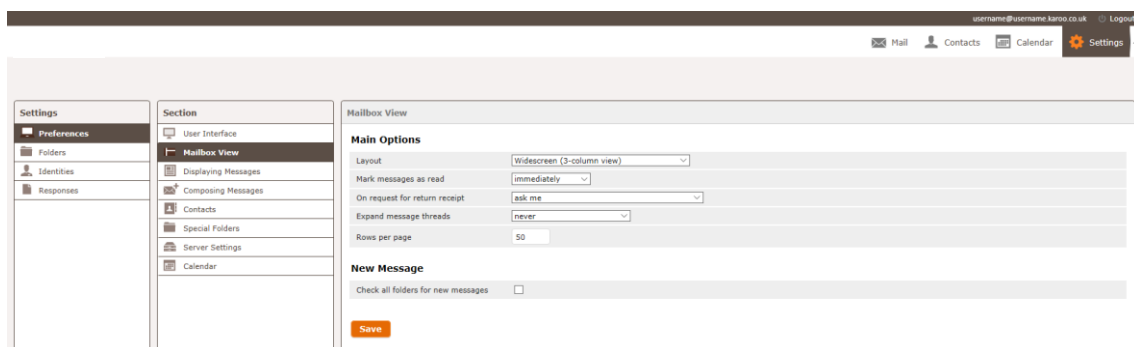 username@username.karoo.co.uk Logout
Mail Contacts Calendar Settings
Settings
Preferences
Folders
Identities
Responses
Section
User Interface
Mailbox View
Displaying Messages
Composing Messages
Contacts
Special Folders
Server Settings
Calendar
Mailbox View
Main Options
Layout Widescreen (3-column view)
Mark messages as read immediately
On request for return receipt ask me
Expand message threads never
Rows per page 50
New Message
Check all folders for new messages
Save